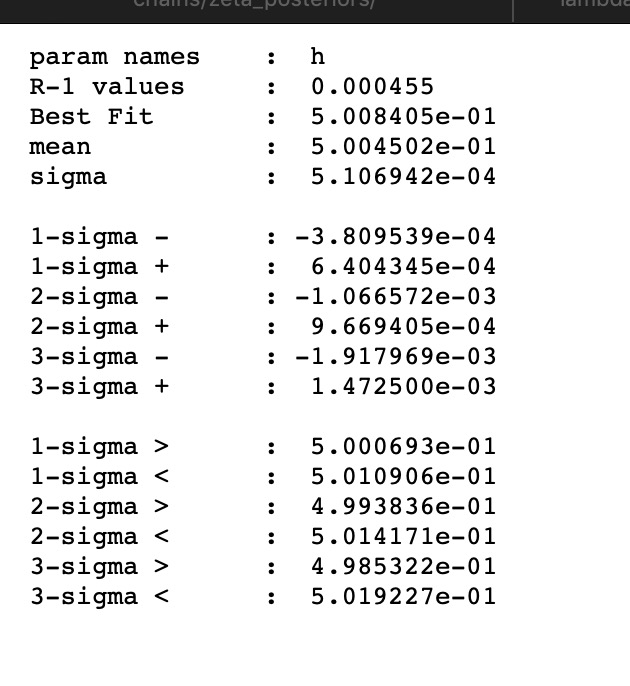 chains/zeta_posteriors/ lambda
param names : h
R-1 values : 0.000455
Best Fit : 5.008405e-01
mean : 5.004502e-01
sigma : 5.106942e-04
1-sigma - : -3.809539e-04
1-sigma + : 6.404345e-04
2-sigma - : -1.066572e-03
2-sigma + : 9.669405e-04
3-sigma - : -1.917969e-03
3-sigma + : 1.472500e-03
1-sigma > : 5.000693e-01
1-sigma < : 5.010906e-01
2-sigma > : 4.993836e-01
2-sigma < : 5.014171e-01
3-sigma > : 4.985322e-01
3-sigma < : 5.019227e-01